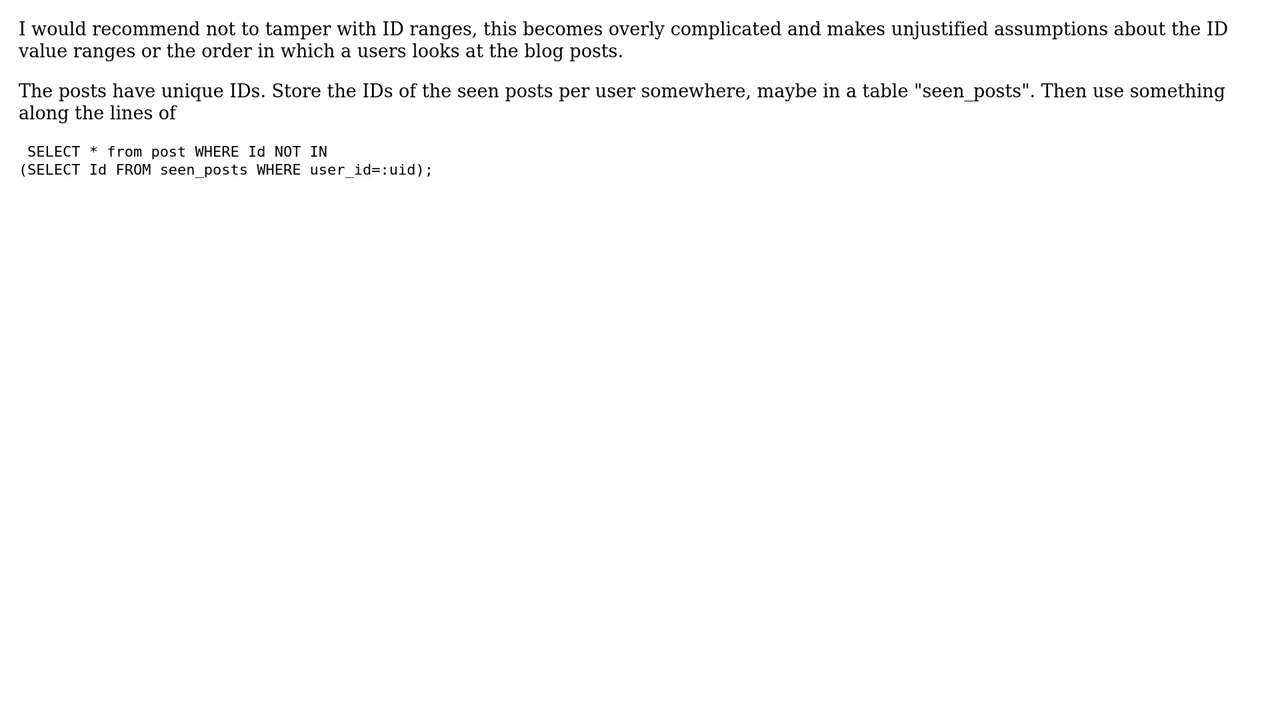 I would recommend not to tamper with ID ranges, this becomes overly complicated and makes unjustified assumptions about the ID
value ranges or the order in which a users looks at the blog posts.
The posts have unique IDs. Store the IDs of the seen posts per user somewhere, maybe in a table "seen_posts". Then use something
along the lines of
SELECT * from post WHERE Id NOT IN
(SELECT Id FROM seen_posts WHERE user_id=:uid);